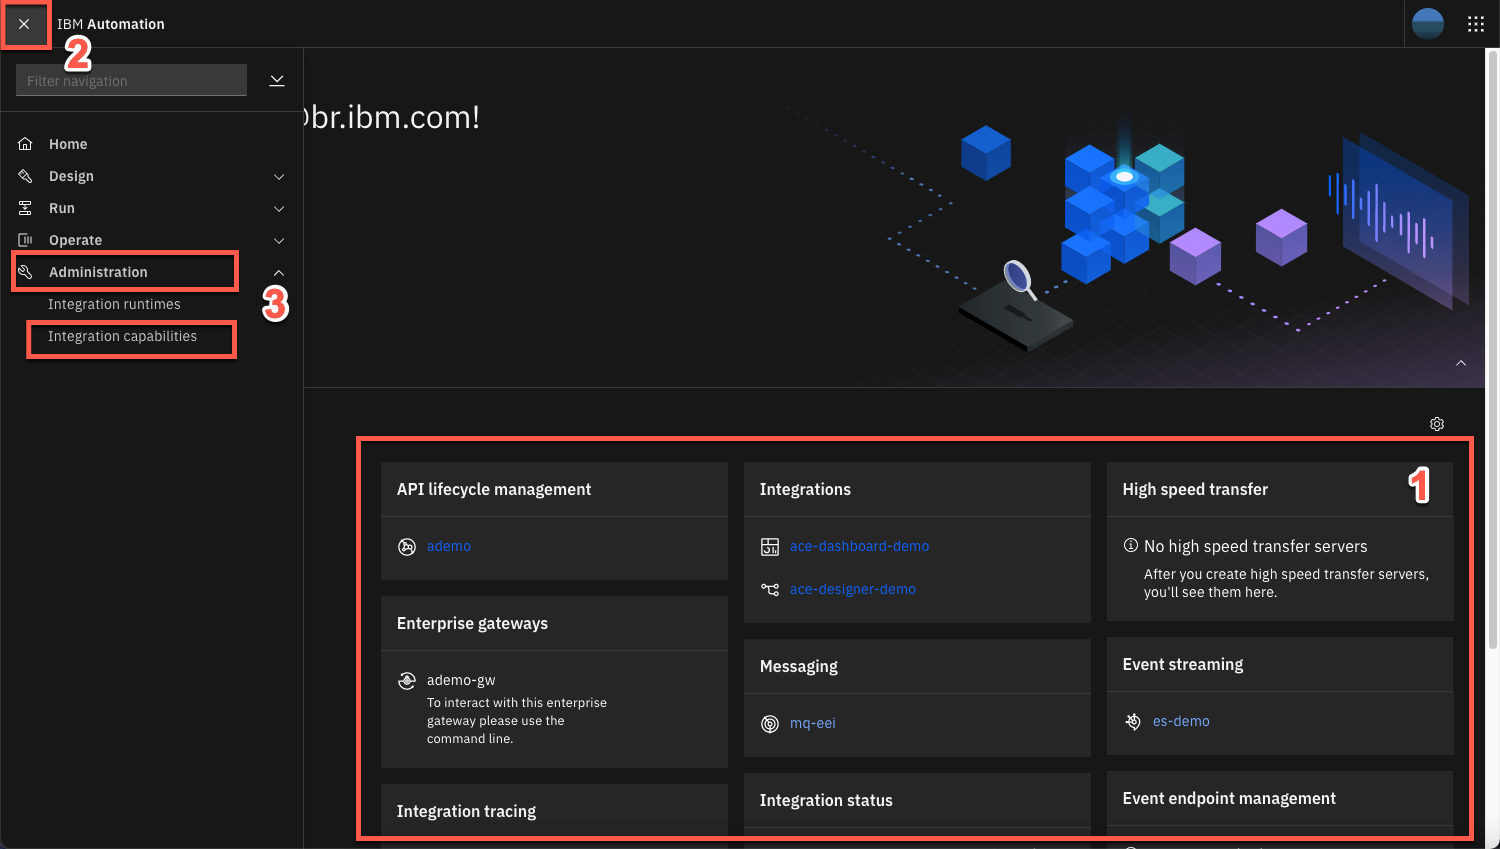 IBM Automation
2
Filter navigation
br.ibm.com!
Home
Design
Run
Operate
Administration
Integration runtimes
3
Integration capabilities
1
API lifecycle management
ademo
Enterprise gateways
ademo-gw
To interact with this enterprise
gateway please use the
command line.
Integration tracing
Integrations
ace-dashboard-demo
ace-designer-demo
Messaging
mq-eei
Integration status
High speed transfer
No high speed transfer servers
After you create high speed transfer servers,
you'll see them here.
Event streaming
es-demo
Event endpoint management